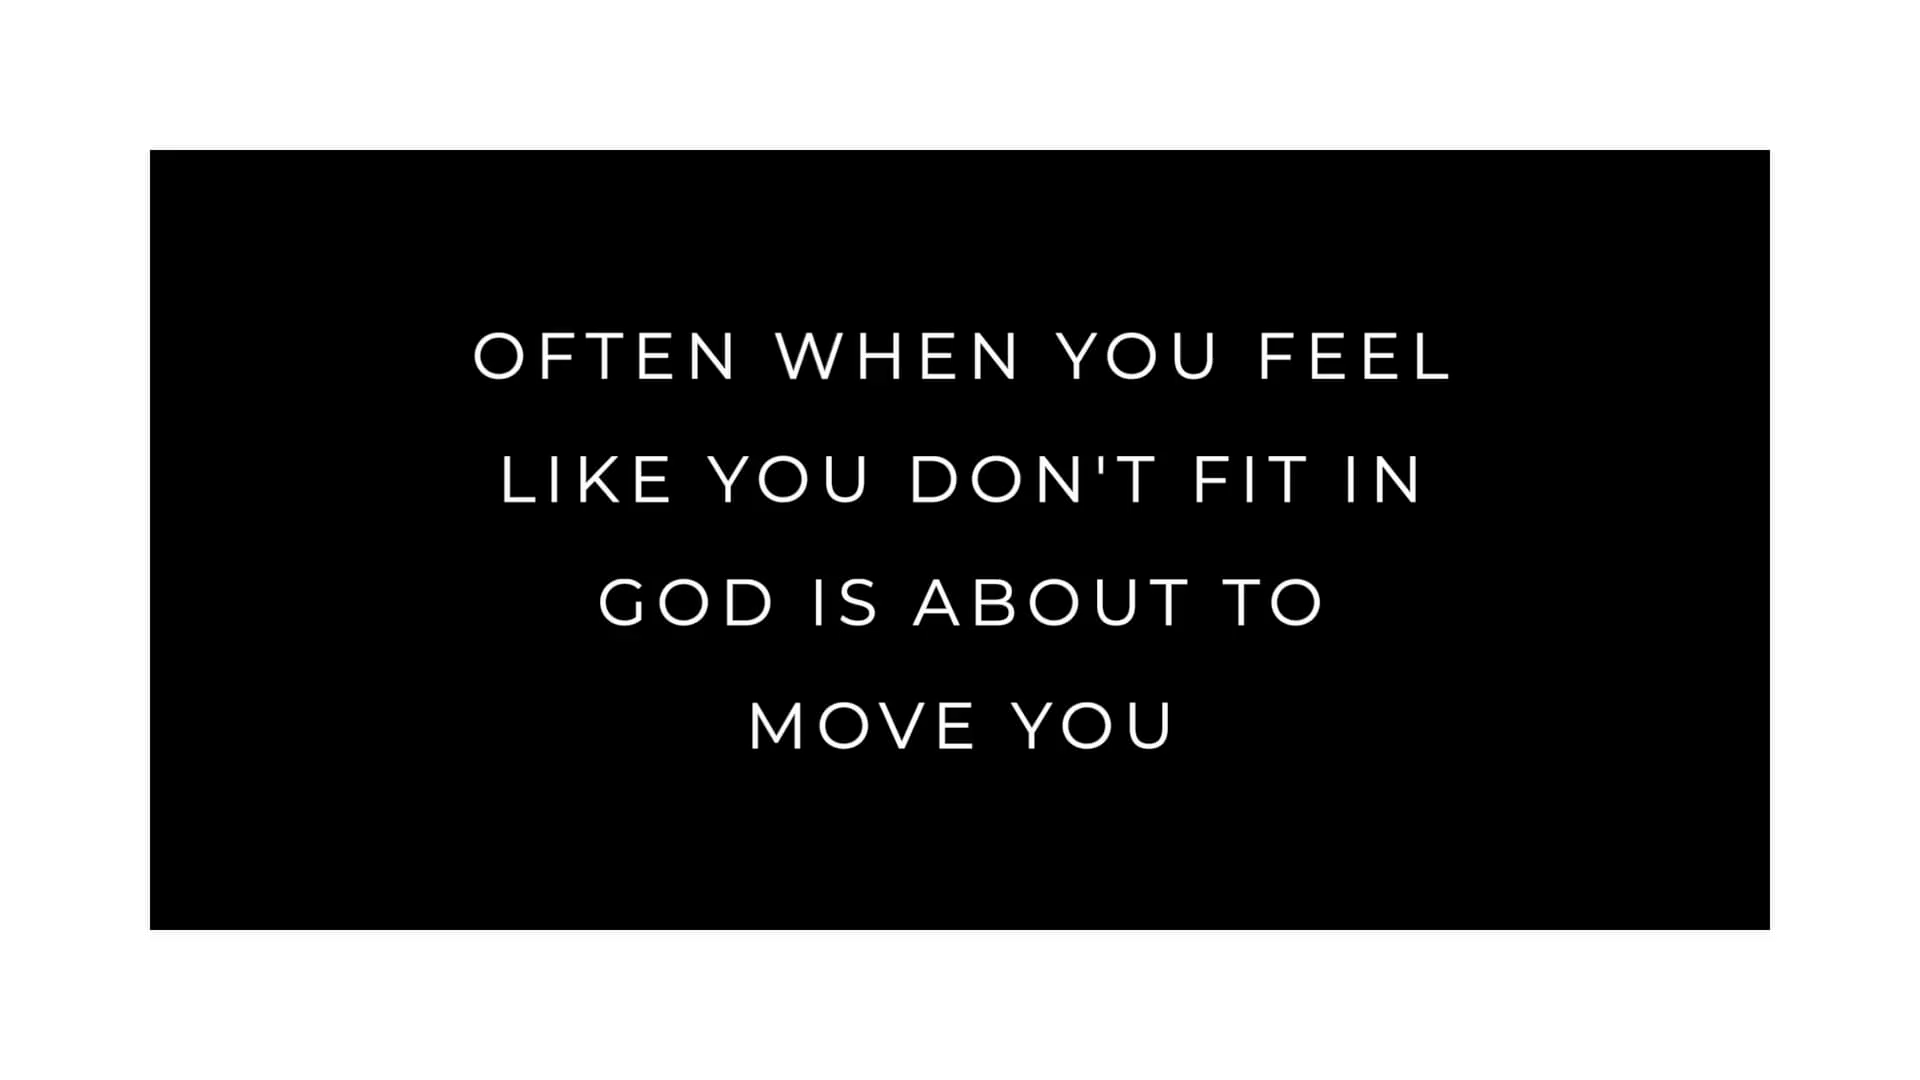 OFTEN WHEN YOU FEEL
LIKE YOU DON'T FIT IN
GOD IS ABOUT TO
MOVE YOU